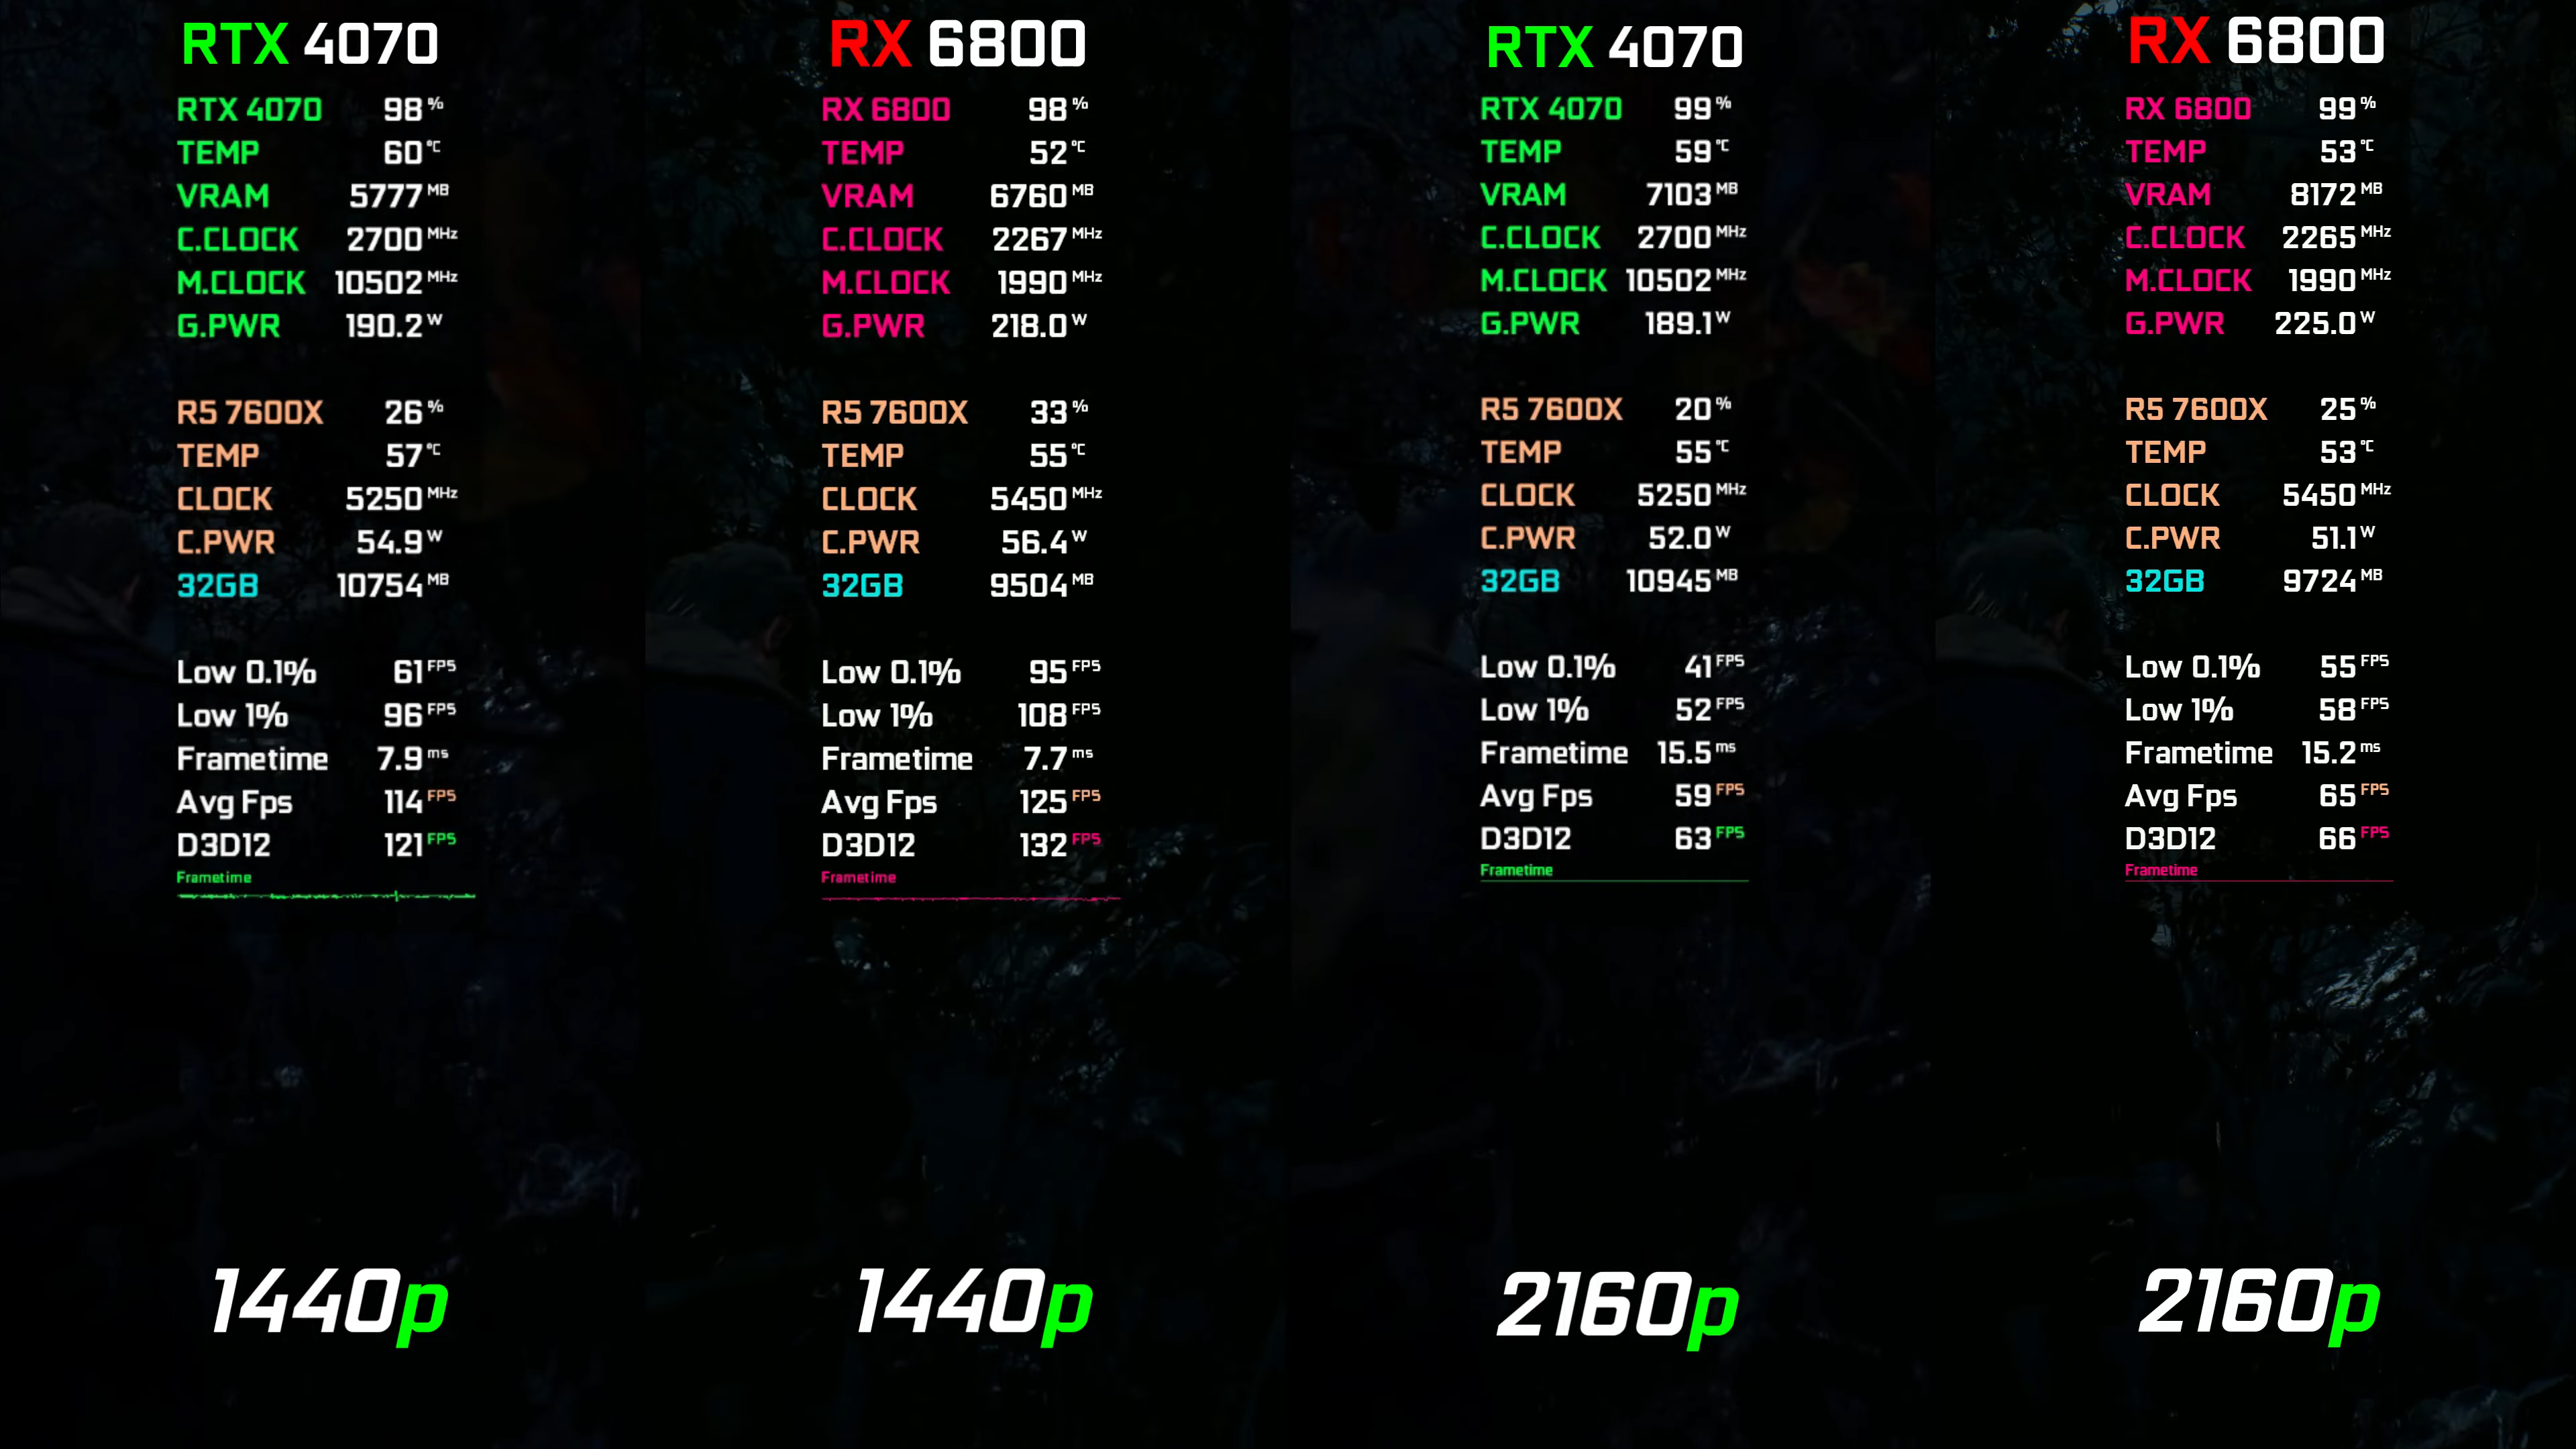 RTX 4070
RTX 4070 98 %
TEMP 60 °C
VRAM 5777 MB
C.CLOCK 2700 MHz
M.CLOCK 10502 MHz
G.PWR 190.2 W
R5 7600X 26 %
TEMP 57 °C
CLOCK 5250 MHz
C.PWR 54.9 W
32GB 10754 MB
Low 0.1% 61 FPS
Low 1% 96 FPS
Frametime 7.9 ms
Avg Fps 114 FPS
D3D12 121 FPS
Frametime
1440p
RX 6800
RX 6800 98 %
TEMP 52 °C
VRAM 6760 MB
C.CLOCK 2267 MHz
M.CLOCK 1990 MHz
G.PWR 218.0 W
R5 7600X 33 %
TEMP 55 °C
CLOCK 5450 MHz
C.PWR 56.4 W
32GB 9504 MB
Low 0.1% 95 FPS
Low 1% 108 FPS
Frametime 7.7 ms
Avg Fps 125 FPS
D3D12 132 FPS
Frametime
1440p
RTX 4070
RTX 4070 99 %
TEMP 59 °C
VRAM 7103 MB
C.CLOCK 2700 MHz
M.CLOCK 10502 MHz
G.PWR 189.1 W
R5 7600X 20 %
TEMP 55 °C
CLOCK 5250 MHz
C.PWR 52.0 W
32GB 10945 MB
Low 0.1% 41 FPS
Low 1% 52 FPS
Frametime 15.5 ms
Avg Fps 59 FPS
D3D12 63 FPS
Frametime
2160p
RX 6800
RX 6800 99 %
TEMP 53 °C
VRAM 8172 MB
C.CLOCK 2265 MHz
M.CLOCK 1990 MHz
G.PWR 225.0 W
R5 7600X 25 %
TEMP 53 °C
CLOCK 5450 MHz
C.PWR 51.1 W
32GB 9724 MB
Low 0.1% 55 FPS
Low 1% 58 FPS
Frametime 15.2 ms
Avg Fps 65 FPS
D3D12 66 FPS
Frametime
2160p